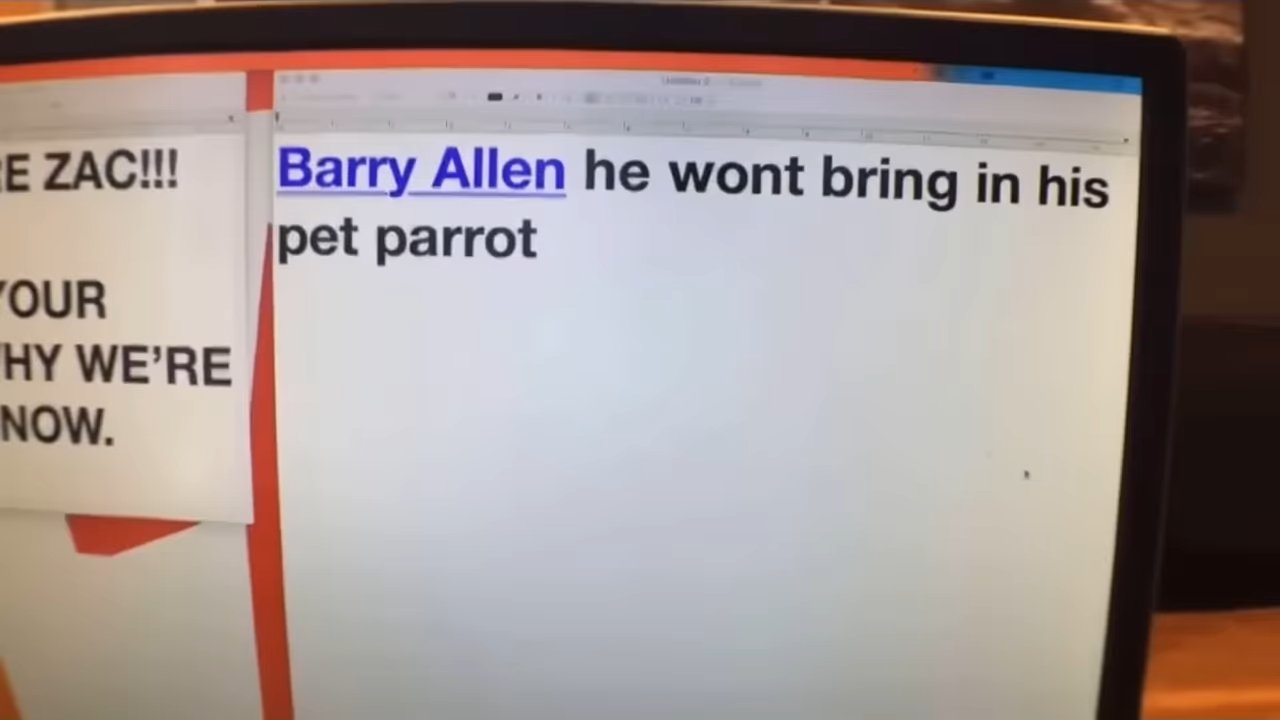 E ZAC!!!
YOUR
HY WE'RE
NOW.
Barry Allen he wont bring in his
pet parrot